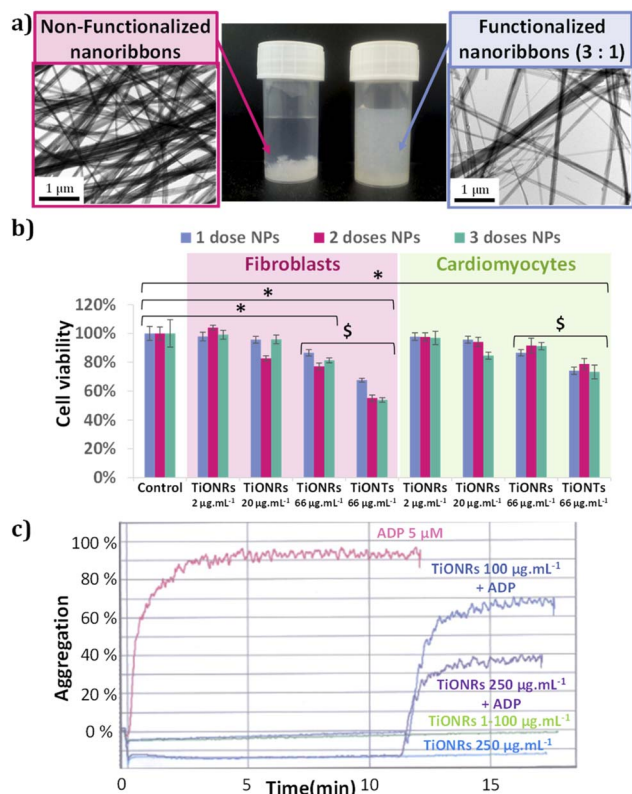 a)
Non-Functionalized
nanoribbons
Functionalized
nanoribbons (3 : 1)
1 μm
1 μm
b)
1 dose NPs
2 doses NPs
3 doses NPs
Fibroblasts
Cardiomyocytes
*
*
*
$
$
Cell viability
120%
100%
80%
60%
40%
20%
0%
Control
TiONRs
2 μg.mL⁻¹
TiONRs
20 μg.mL⁻¹
TiONRs
66 μg.mL⁻¹
TiONTs
66 μg.mL⁻¹
TiONRs
2 μg.mL⁻¹
TiONRs
20 μg.mL⁻¹
TiONRs
66 μg.mL⁻¹
TiONTs
66 μg.mL⁻¹
c)
Aggregation
100 %
80 %
60 %
40 %
20 %
0 %
ADP 5 μM
TiONRs 100 μg.mL⁻¹
+ ADP
TiONRs 250 μg.mL⁻¹
+ ADP
TiONRs 1-100 μg.mL⁻¹
TiONRs 250 μg.mL⁻¹
0
5
10
15
Time(min)